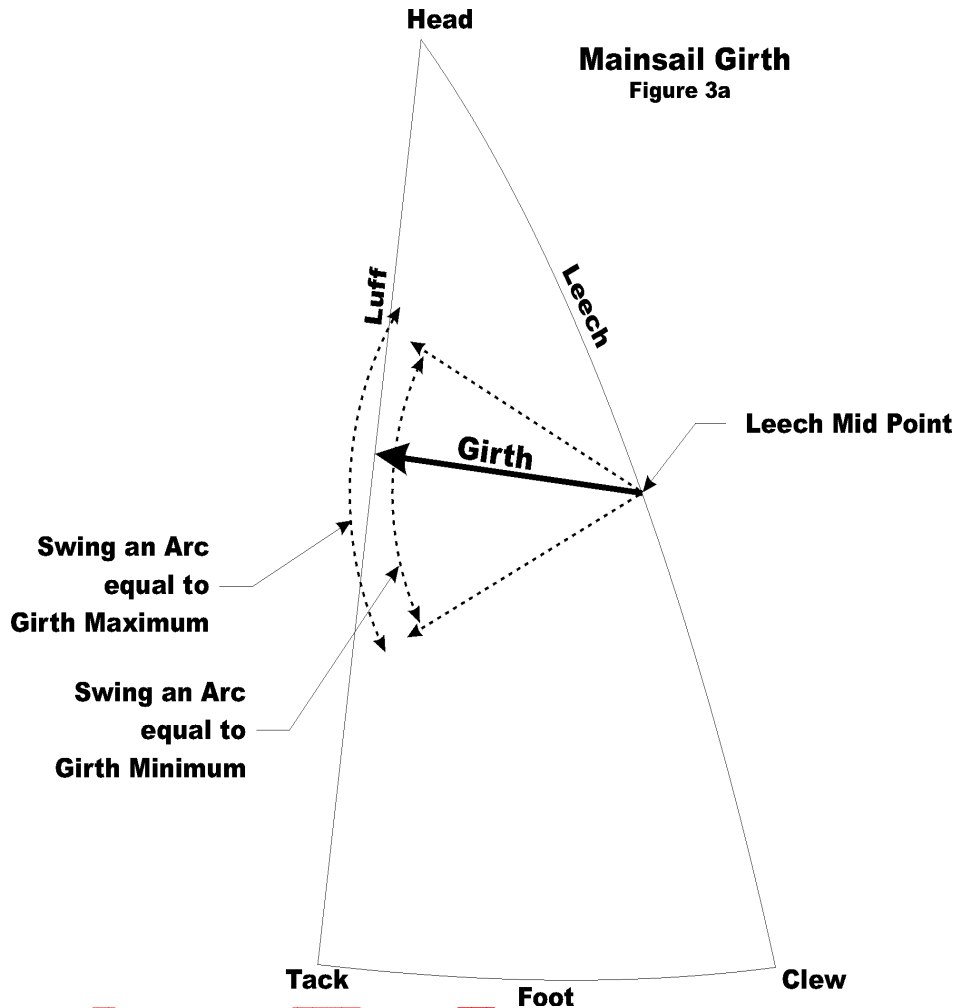 Head
Mainsail Girth
Figure 3a
Luff
Leech
Leech Mid Point
Girth
Swing an Arc
equal to
Girth Maximum
Swing an Arc
equal to
Girth Minimum
Tack
Clew
Foot